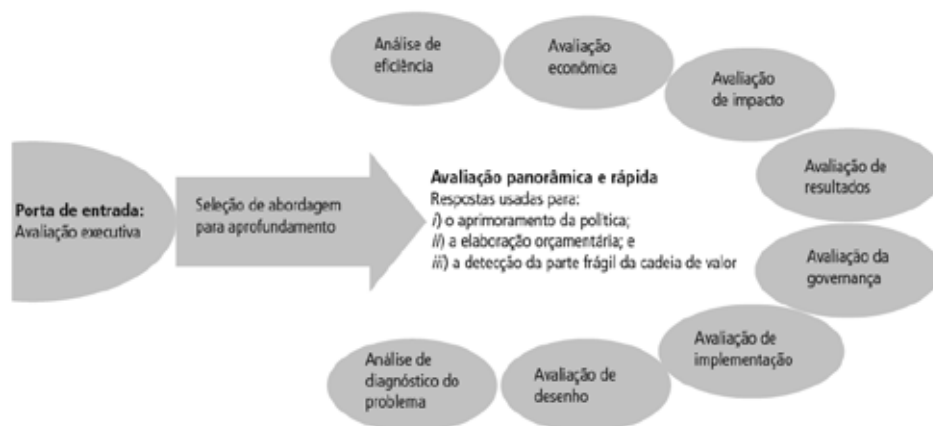 Análise de
eficiência
Avaliação
econômica
Avaliação
de impacto
Avaliação de
resultados
Porta de entrada:
Avaliação executiva
Seleção de abordagem
para aprofundamento
Avaliação panorâmica e rápida
Respostas usadas para:
i) o aprimoramento da política;
ii) a elaboração orçamentária; e
iii) a detecção da parte frágil da cadeia de valor
Avaliação da
governança
Avaliação de
implementação
Avaliação de
desenho
Análise de
diagnóstico do
problema